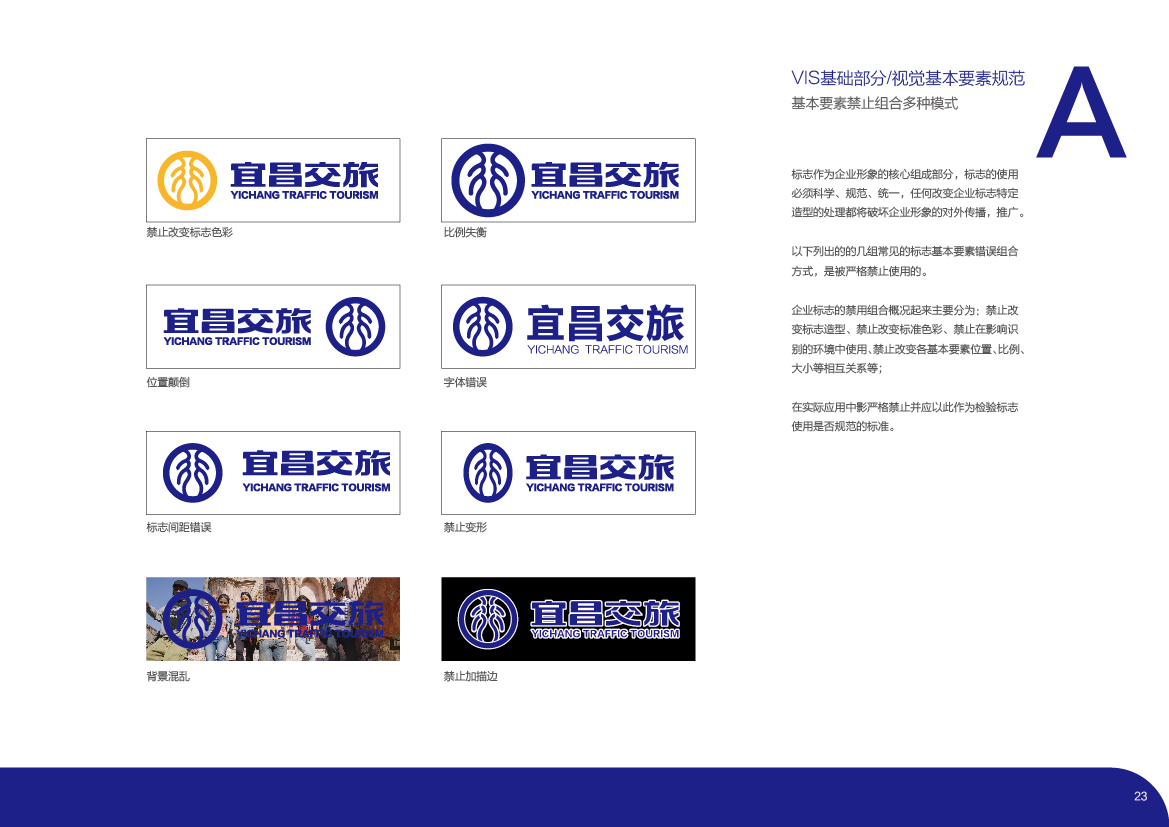 VIS基础部分/视觉基本要素规范
基本要素禁止组合多种模式
A
标志作为企业形象的核心组成部分，标志的使用
必须科学、规范、统一，任何改变企业标志特定
造型的处理都将破坏企业形象的对外传播，推广。
以下列出的的几组常见的标志基本要素错误组合
方式，是被严格禁止使用的。
企业标志的禁用组合概况起来主要分为：禁止改
变标志造型、禁止改变标准色彩、禁止在影响识
别的环境中使用、禁止改变各基本要素位置、比例、
大小等相互关系等；
在实际应用中影严格禁止并应以此作为检验标志
使用是否规范的标准。
宜昌交旅
YICHANG TRAFFIC TOURISM
禁止改变标志色彩
宜昌交旅
YICHANG TRAFFIC TOURISM
比例失衡
宜昌交旅
YICHANG TRAFFIC TOURISM
位置颠倒
宜昌交旅
YICHANG TRAFFIC TOURISM
字体错误
宜昌交旅
YICHANG TRAFFIC TOURISM
标志间距错误
宜昌交旅
YICHANG TRAFFIC TOURISM
禁止变形
宜昌交旅
YICHANG TRAFFIC TOURISM
背景混乱
宜昌交旅
YICHANG TRAFFIC TOURISM
禁止加描边
23